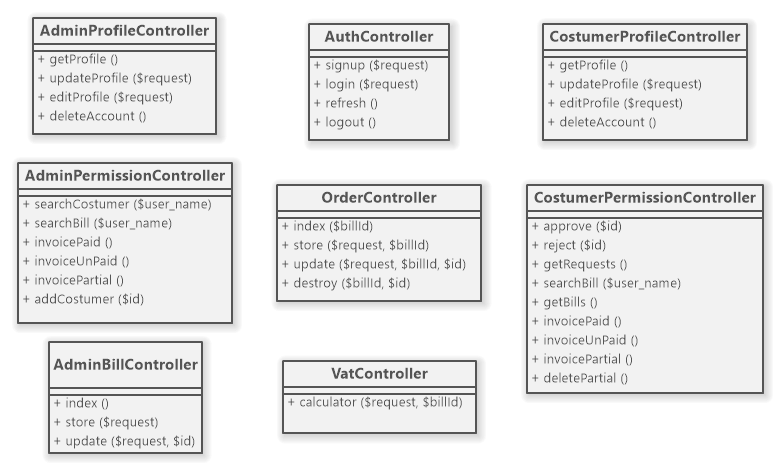 AdminProfileController
+ getProfile ()
+ updateProfile ($request)
+ editProfile ($request)
+ deleteAccount ()
AuthController
+ signup ($request)
+ login ($request)
+ refresh ()
+ logout ()
CostumerProfileController
+ getProfile ()
+ updateProfile ($request)
+ editProfile ($request)
+ deleteAccount ()
AdminPermissionController
+ searchCostumer ($user_name)
+ searchBill ($user_name)
+ invoicePaid ()
+ invoiceUnPaid ()
+ invoicePartial ()
+ addCostumer ($id)
OrderController
+ index ($billId)
+ store ($request, $billId)
+ update ($request, $billId, $id)
+ destroy ($billId, $id)
CostumerPermissionController
+ approve ($id)
+ reject ($id)
+ getRequests ()
+ searchBill ($user_name)
+ getBills ()
+ invoicePaid ()
+ invoiceUnPaid ()
+ invoicePartial ()
+ deletePartial ()
AdminBillController
+ index ()
+ store ($request)
+ update ($request, $id)
VatController
+ calculator ($request, $billId)